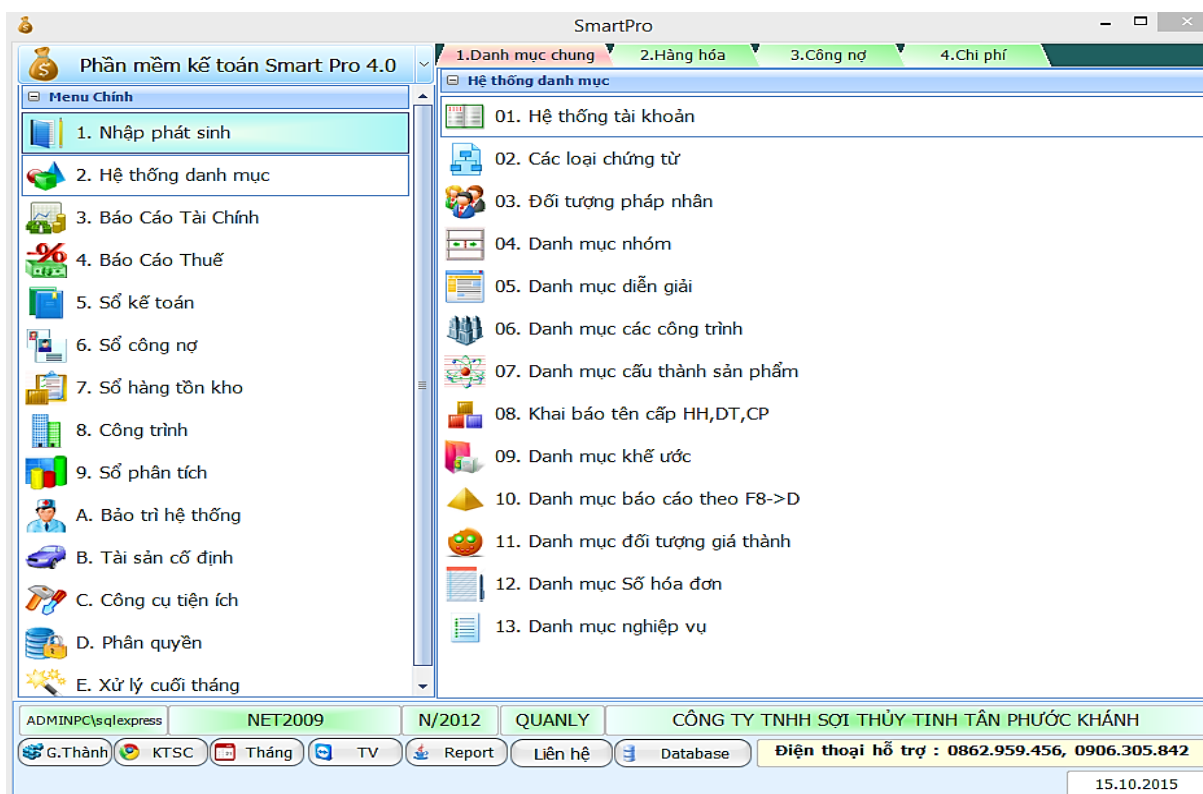 SmartPro
Phần mềm kế toán Smart Pro 4.0
1.Danh mục chung
2.Hàng hóa
3.Công nợ
4.Chi phí
Menu Chính
1. Nhập phát sinh
2. Hệ thống danh mục
3. Báo Cáo Tài Chính
4. Báo Cáo Thuế
5. Sổ kế toán
6. Sổ công nợ
7. Sổ hàng tồn kho
8. Công trình
9. Sổ phân tích
A. Bảo trì hệ thống
B. Tài sản cố định
C. Công cụ tiện ích
D. Phân quyền
E. Xử lý cuối tháng
Hệ thống danh mục
01. Hệ thống tài khoản
02. Các loại chứng từ
03. Đối tượng pháp nhân
04. Danh mục nhóm
05. Danh mục diễn giải
06. Danh mục các công trình
07. Danh mục cấu thành sản phẩm
08. Khai báo tên cấp HH,DT,CP
09. Danh mục khế ước
10. Danh mục báo cáo theo F8->D
11. Danh mục đối tượng giá thành
12. Danh mục Số hóa đơn
13. Danh mục nghiệp vụ
ADMINPC\sqlexpress
NET2009
N/2012
QUANLY
CÔNG TY TNHH SỢI THỦY TINH TÂN PHƯỚC KHÁNH
G.Thành
KTSC
Tháng
TV
Report
Liên hệ
Database
Điện thoại hỗ trợ : 0862.959.456, 0906.305.842
15.10.2015